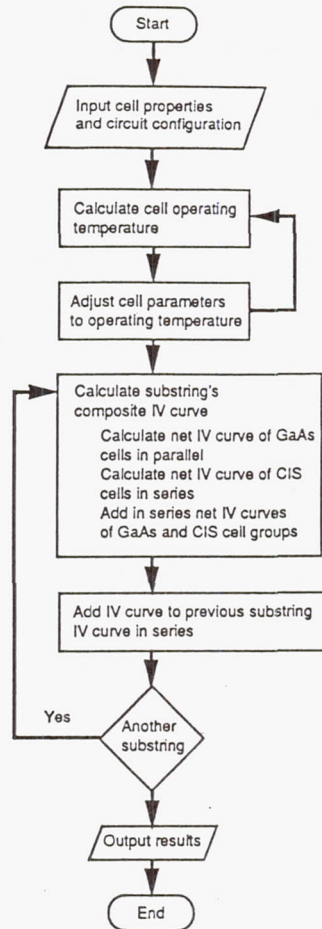 Start
Input cell properties
and circuit configuration
Calculate cell operating
temperature
Adjust cell parameters
to operating temperature
Calculate substring's
composite IV curve
Calculate net IV curve of GaAs
cells in parallel
Calculate net IV curve of CIS
cells in series
Add in series net IV curves
of GaAs and CIS cell groups
Add IV curve to previous substring
IV curve in series
Yes
Another
substring
Output results
End